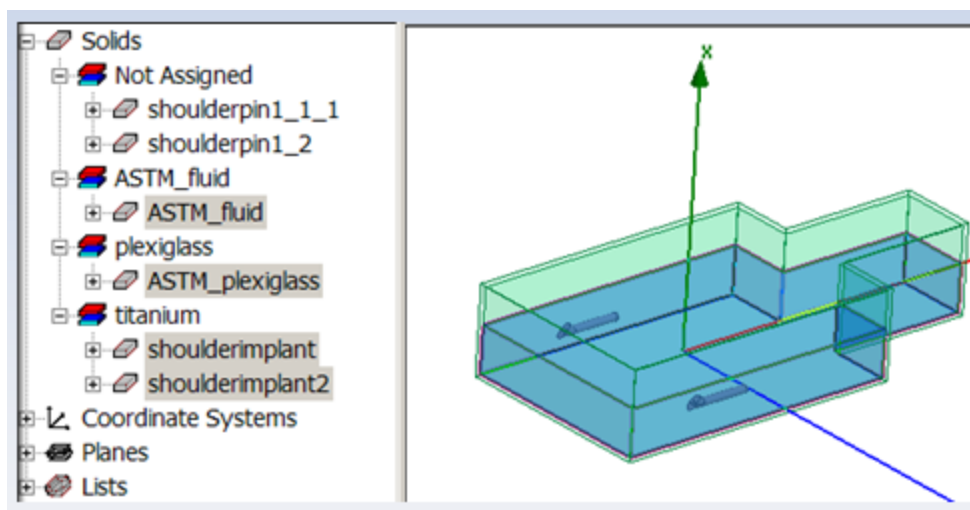 Solids
Not Assigned
shoulderpin1_1_1
shoulderpin1_2
ASTM_fluid
ASTM_fluid
plexiglass
ASTM_plexiglass
titanium
shoulderimplant
shoulderimplant2
Coordinate Systems
Planes
Lists
X